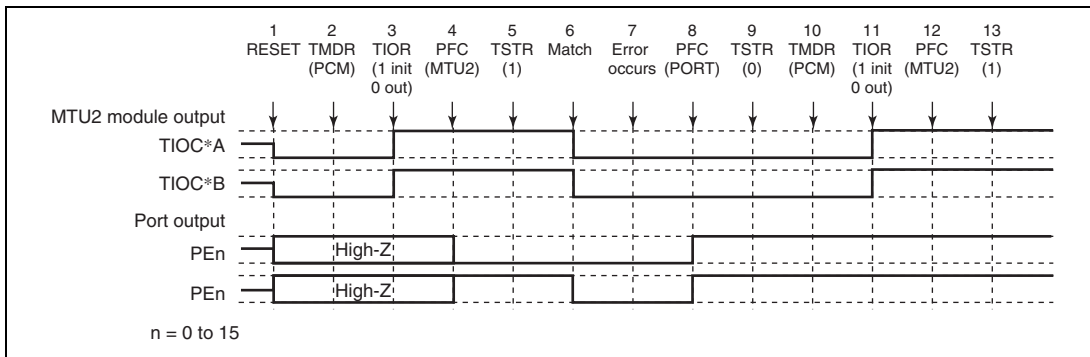 1 2 3 4 5 6 7 8 9 10 11 12 13
RESET TMDR TIOR PFC TSTR Match Error PFC TSTR TMDR TIOR PFC TSTR
(PCM) (1 init (MTU2) (1) occurs (PORT) (0) (PCM) (1 init (MTU2) (1)
0 out) 0 out)
MTU2 module output
TIOC*A
TIOC*B
Port output
PEn High-Z
PEn High-Z
n = 0 to 15